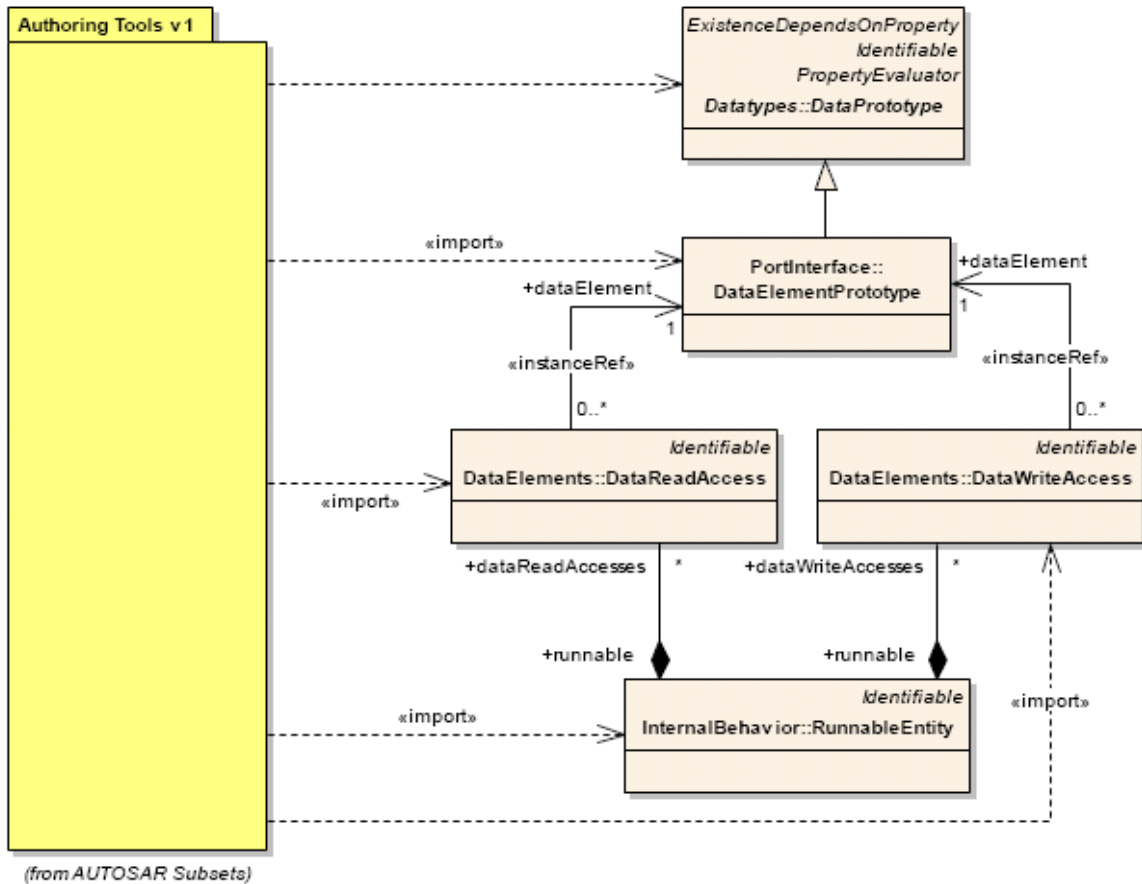 Authoring Tools v1
ExistenceDependsOnProperty
Identifiable
PropertyEvaluator
Datatypes::DataPrototype
«import»
PortInterface::
DataElementPrototype
+dataElement
1
+dataElement
1
«instanceRef»
0..*
«instanceRef»
0..*
Identifiable
DataElements::DataReadAccess
Identifiable
DataElements::DataWriteAccess
«import»
+dataReadAccesses
*
+dataWriteAccesses
*
+runnable
+runnable
Identifiable
InternalBehavior::RunnableEntity
«import»
«import»
(from AUTOSAR Subsets)